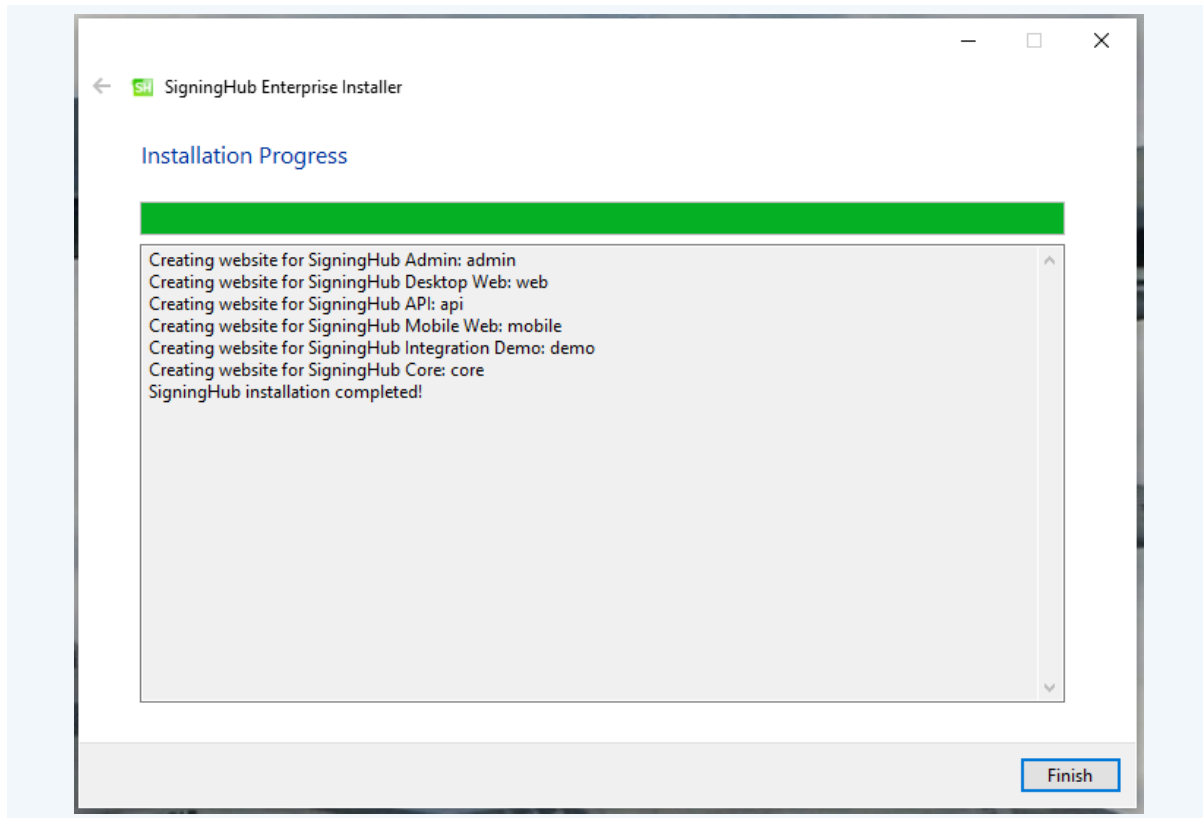 SH SigningHub Enterprise Installer
Installation Progress
Creating website for SigningHub Admin: admin
Creating website for SigningHub Desktop Web: web
Creating website for SigningHub API: api
Creating website for SigningHub Mobile Web: mobile
Creating website for SigningHub Integration Demo: demo
Creating website for SigningHub Core: core
SigningHub installation completed!
Finish